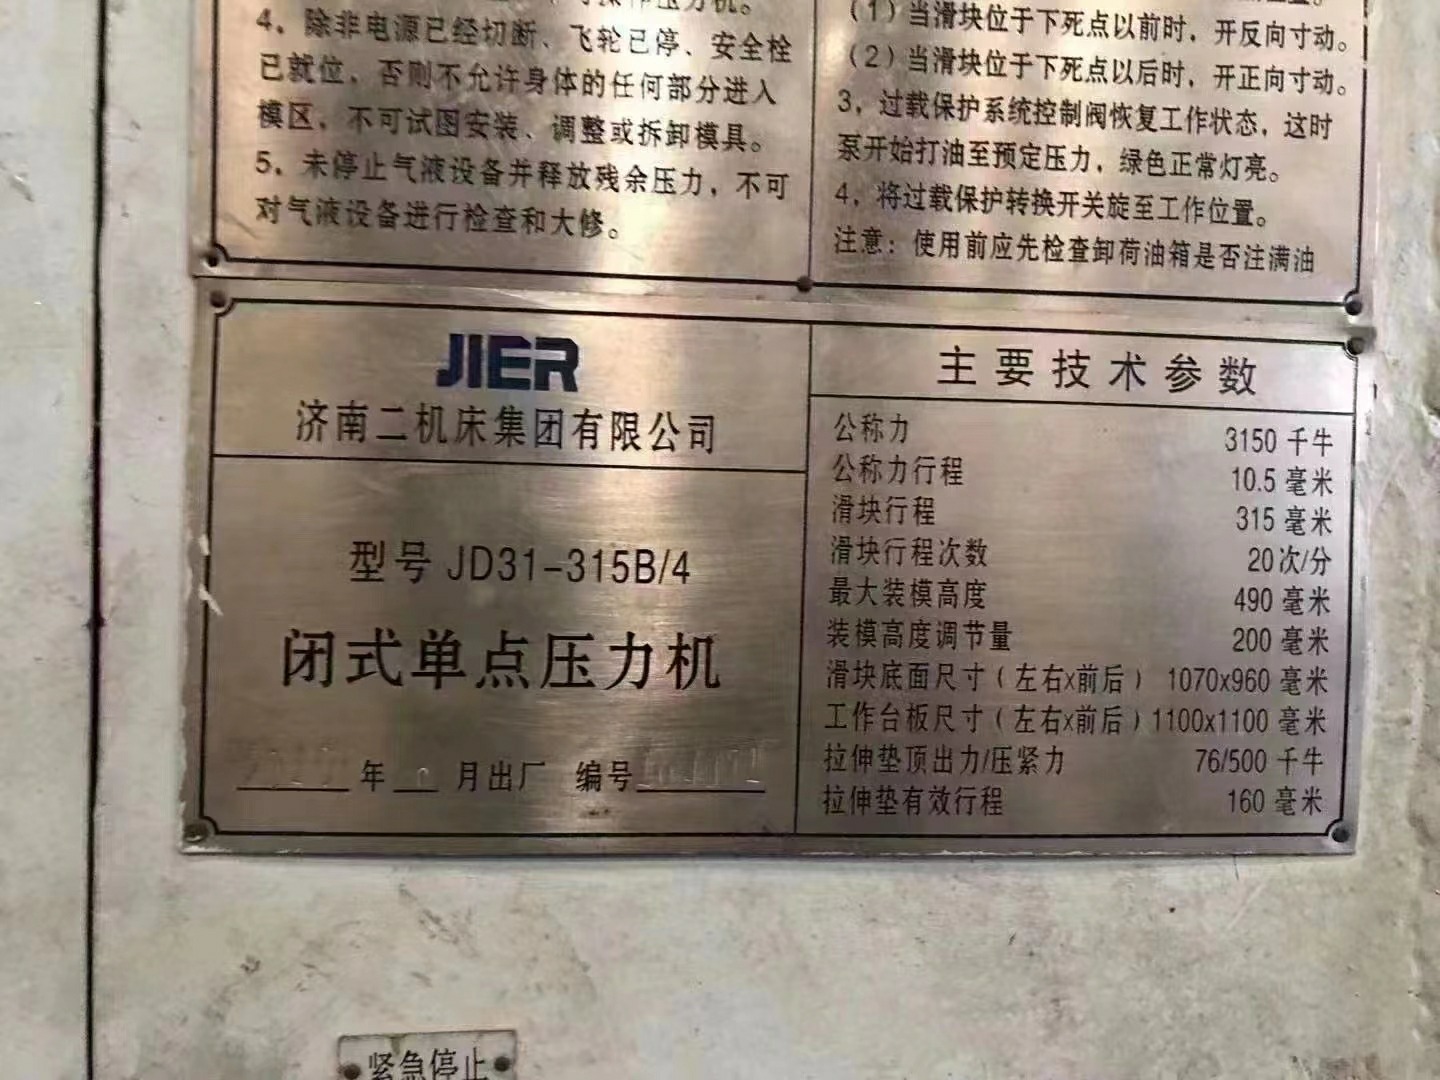 4，除非电源已经切断、飞轮已停、安全栓
已就位，否则不允许身体的任何部分进入
模区，不可试图安装、调整或拆卸模具。
5，未停止气液设备并释放残余压力，不可
对气液设备进行检查和大修。
（1）当滑块位于下死点以前时，开反向寸动。
（2）当滑块位于下死点以后时，开正向寸动。
3，过载保护系统控制阀恢复工作状态，这时
泵开始打油至预定压力，绿色正常灯亮。
4，将过载保护转换开关旋至工作位置。
注意：使用前应先检查卸荷油箱是否注满油
JIER
济南二机床集团有限公司
型号 JD31-315B/4
闭式单点压力机
年 月出厂 编号
主要技术参数
公称力 3150 千牛
公称力行程 10.5 毫米
滑块行程 315 毫米
滑块行程次数 20次/分
最大装模高度 490 毫米
装模高度调节量 200 毫米
滑块底面尺寸（左右x前后） 1070x960 毫米
工作台板尺寸（左右x前后）1100x1100 毫米
拉伸垫顶出力/压紧力 76/500 千牛
拉伸垫有效行程 160 毫米
紧急停止